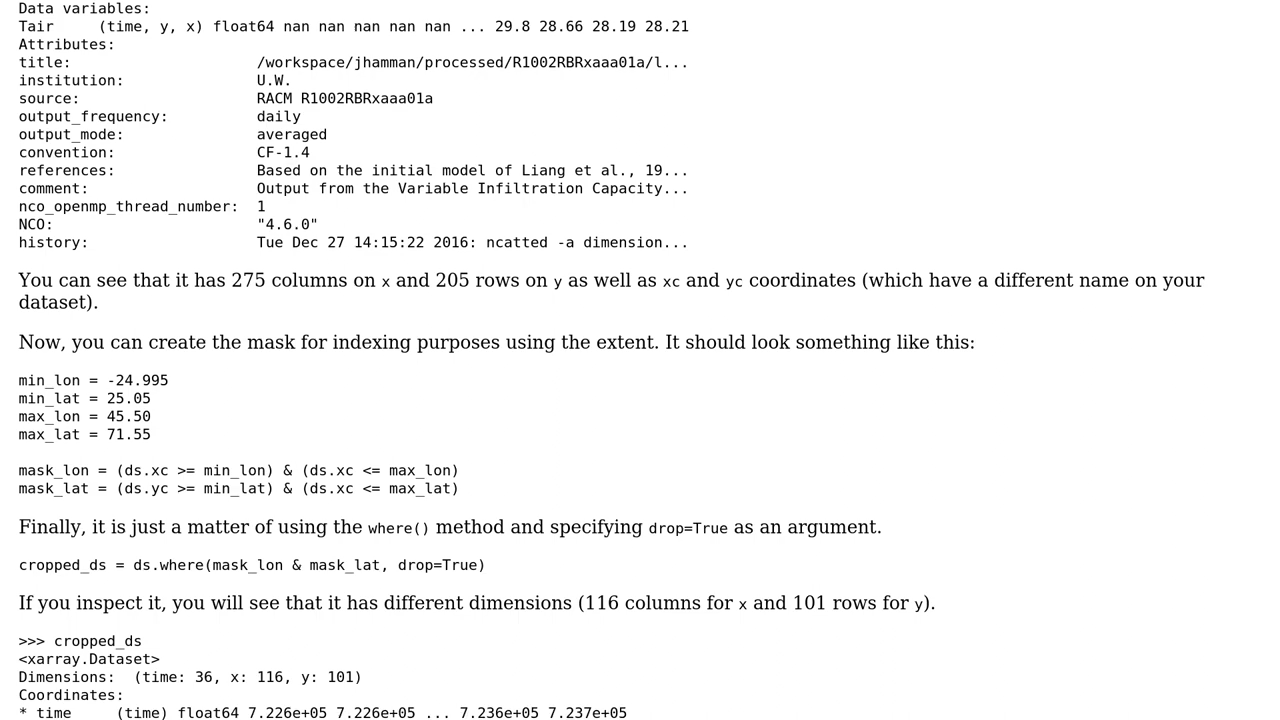 Data variables:
Tair     (time, y, x) float64 nan nan nan nan nan ... 29.8 28.66 28.19 28.21
Attributes:
title:                     /workspace/jhamman/processed/R1002RBRxaaa01a/l...
institution:               U.W.
source:                    RACM R1002RBRxaaa01a
output_frequency:          daily
output_mode:               averaged
convention:                CF-1.4
references:                Based on the initial model of Liang et al., 19...
comment:                   Output from the Variable Infiltration Capacity...
nco_openmp_thread_number:  1
NCO:                       "4.6.0"
history:                   Tue Dec 27 14:15:22 2016: ncatted -a dimension...
You can see that it has 275 columns on x and 205 rows on y as well as xc and yc coordinates (which have a different name on your
dataset).
Now, you can create the mask for indexing purposes using the extent. It should look something like this:
min_lon = -24.995
min_lat = 25.05
max_lon = 45.50
max_lat = 71.55
mask_lon = (ds.xc >= min_lon) & (ds.xc <= max_lon)
mask_lat = (ds.yc >= min_lat) & (ds.xc <= max_lat)
Finally, it is just a matter of using the where() method and specifying drop=True as an argument.
cropped_ds = ds.where(mask_lon & mask_lat, drop=True)
If you inspect it, you will see that it has different dimensions (116 columns for x and 101 rows for y).
>>> cropped_ds
<xarray.Dataset>
Dimensions:  (time: 36, x: 116, y: 101)
Coordinates:
* time     (time) float64 7.226e+05 7.226e+05 ... 7.236e+05 7.237e+05